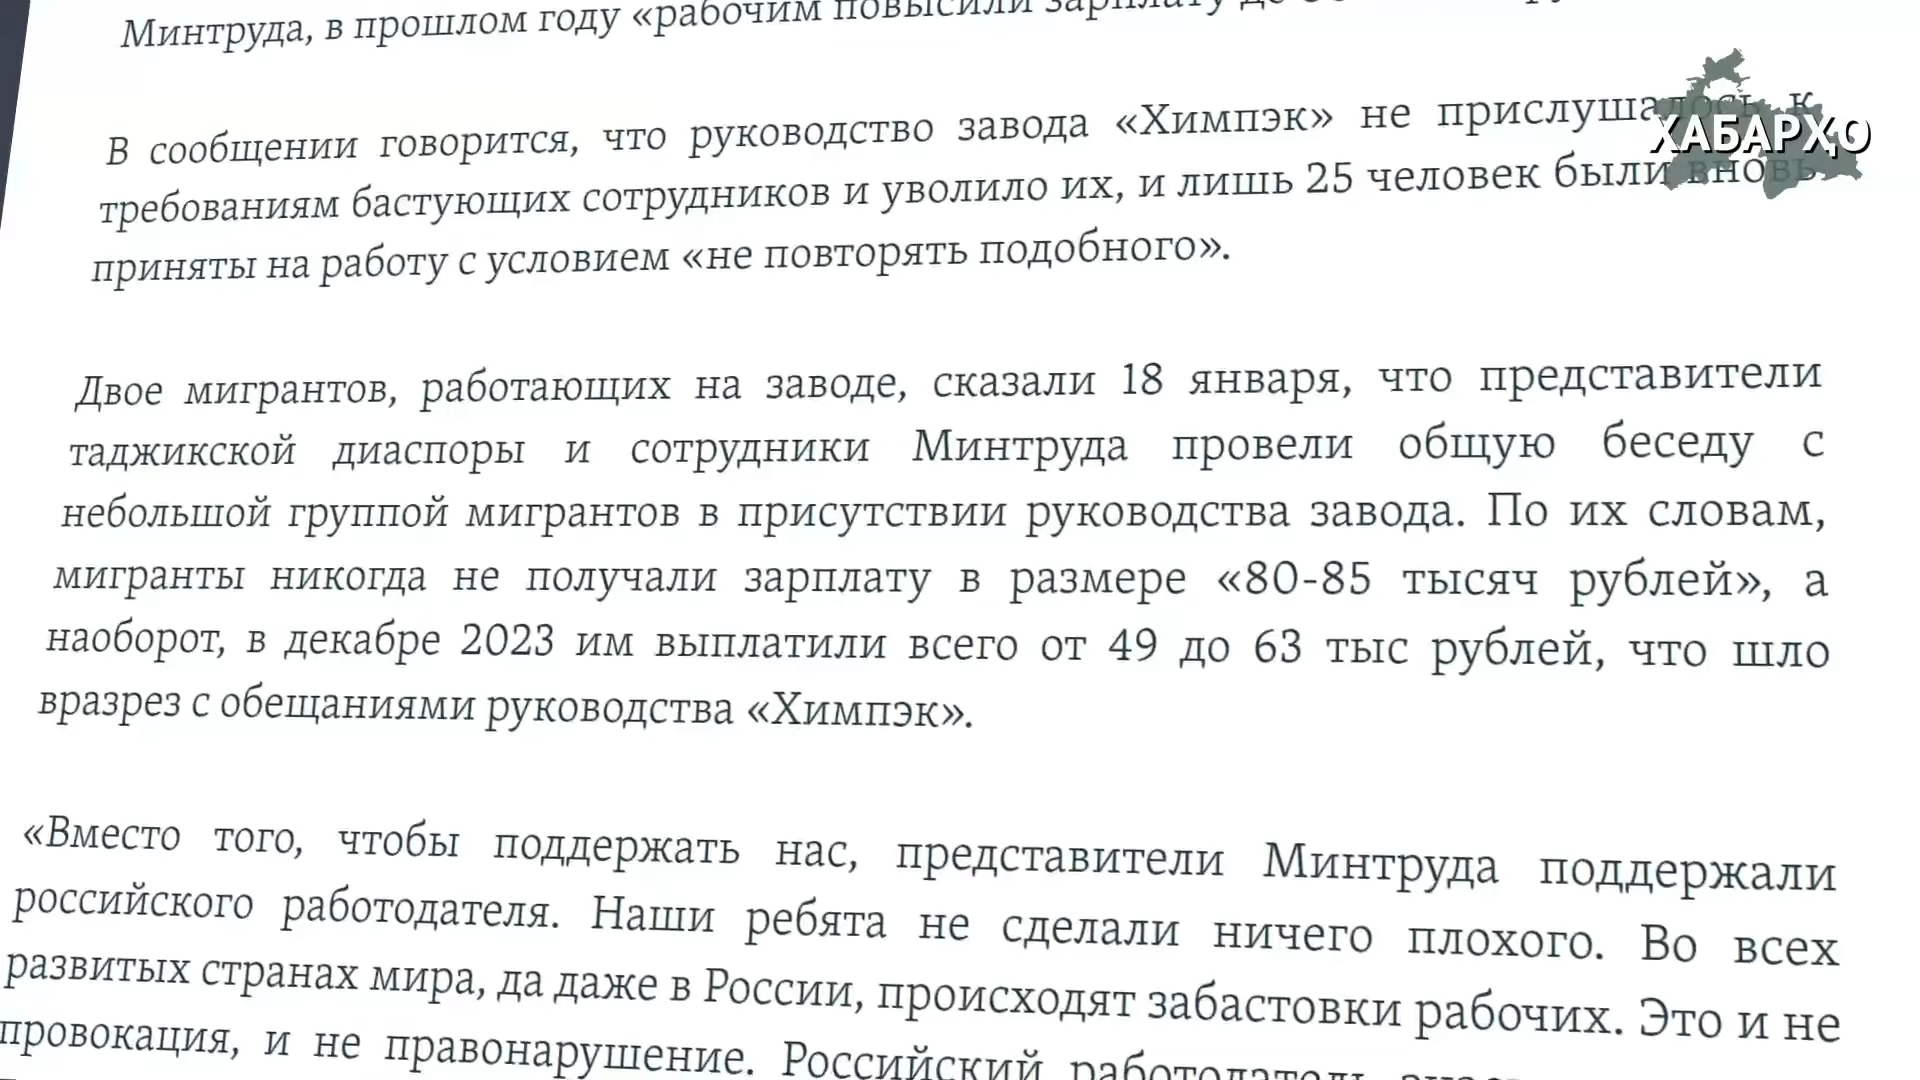 Минтруда, в прошлом году «рабочим повысили зарплату до
В сообщении говорится, что руководство завода «Химпэк» не прислушалось к
требованиям бастующих сотрудников и уволило их, и лишь 25 человек были вновь
приняты на работу с условием «не повторять подобного».
Двое мигрантов, работающих на заводе, сказали 18 января, что представители
таджикской диаспоры и сотрудники Минтруда провели общую беседу с
небольшой группой мигрантов в присутствии руководства завода. По их словам,
мигранты никогда не получали зарплату в размере «80-85 тысяч рублей», а
наоборот, в декабре 2023 им выплатили всего от 49 до 63 тыс рублей, что шло
вразрез с обещаниями руководства «Химпэк».
«Вместо того, чтобы поддержать нас, представители Минтруда поддержали
российского работодателя. Наши ребята не сделали ничего плохого. Во всех
развитых странах мира, да даже в России, происходят забастовки рабочих. Это и не
провокация, и не правонарушение. Российский работодатель
ХАБАРҲО